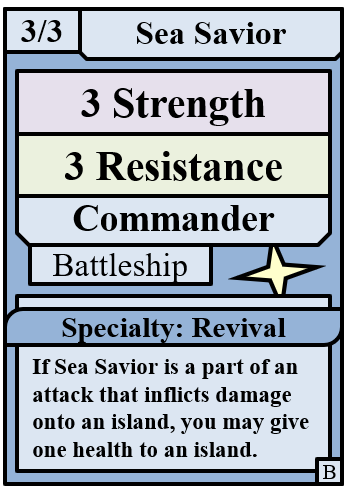 3/3
Sea Savior
3 Strength
3 Resistance
Commander
Battleship
Specialty: Revival
If Sea Savior is a part of an
attack that inflicts damage
onto an island, you may give
one health to an island.
B